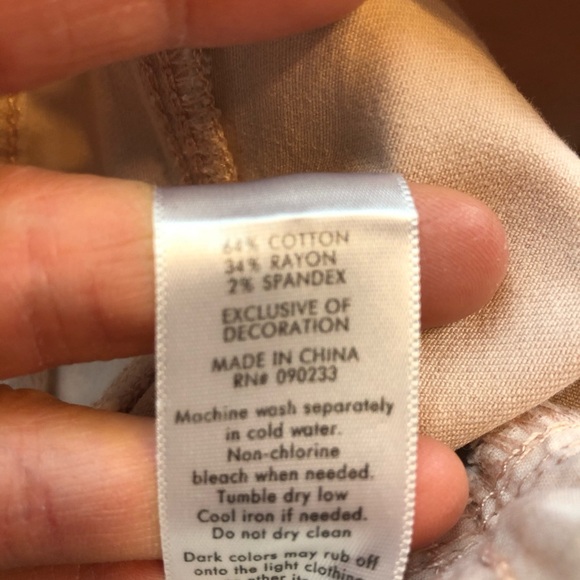 64% COTTON
34% RAYON
2% SPANDEX
EXCLUSIVE OF
DECORATION
MADE IN CHINA
RN# 090233
Machine wash separately
in cold water.
Non-chlorine
bleach when needed.
Tumble dry low
Cool iron if needed.
Do not dry clean
Dark colors may rub off
onto the light clothing